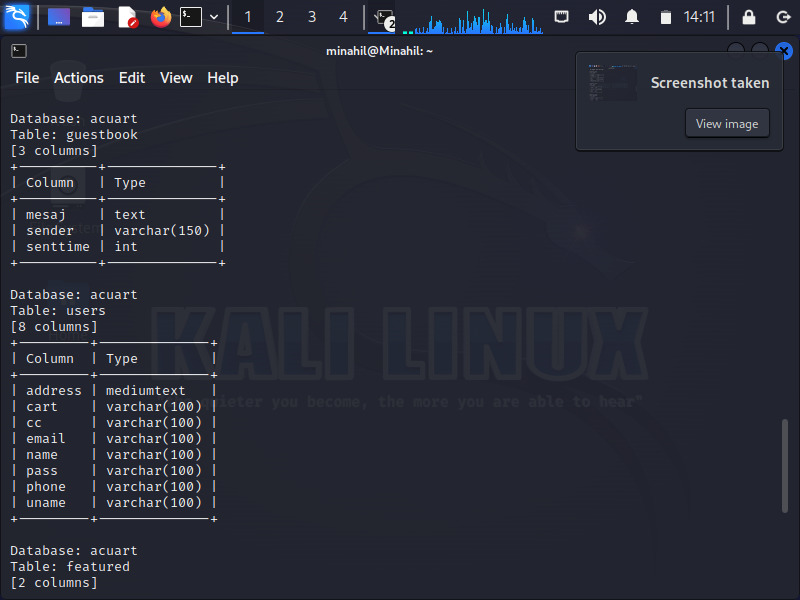 1 2 3 4 2 14:11
minahil@Minahil: ~
File Actions Edit View Help
Screenshot taken
View image
Database: acuart
Table: guestbook
[3 columns]
+----------+--------------+
| Column | Type |
+----------+--------------+
| mesaj | text |
| sender | varchar(150) |
| senttime | int |
+----------+--------------+
Database: acuart
Table: users
[8 columns]
+---------+--------------+
| Column | Type |
+---------+--------------+
| address | mediumtext |
| cart | varchar(100) |
| cc | varchar(100) |
| email | varchar(100) |
| name | varchar(100) |
| pass | varchar(100) |
| phone | varchar(100) |
| uname | varchar(100) |
+---------+--------------+
Database: acuart
Table: featured
[2 columns]
KALI LINUX
you become, the more you are able to hear"